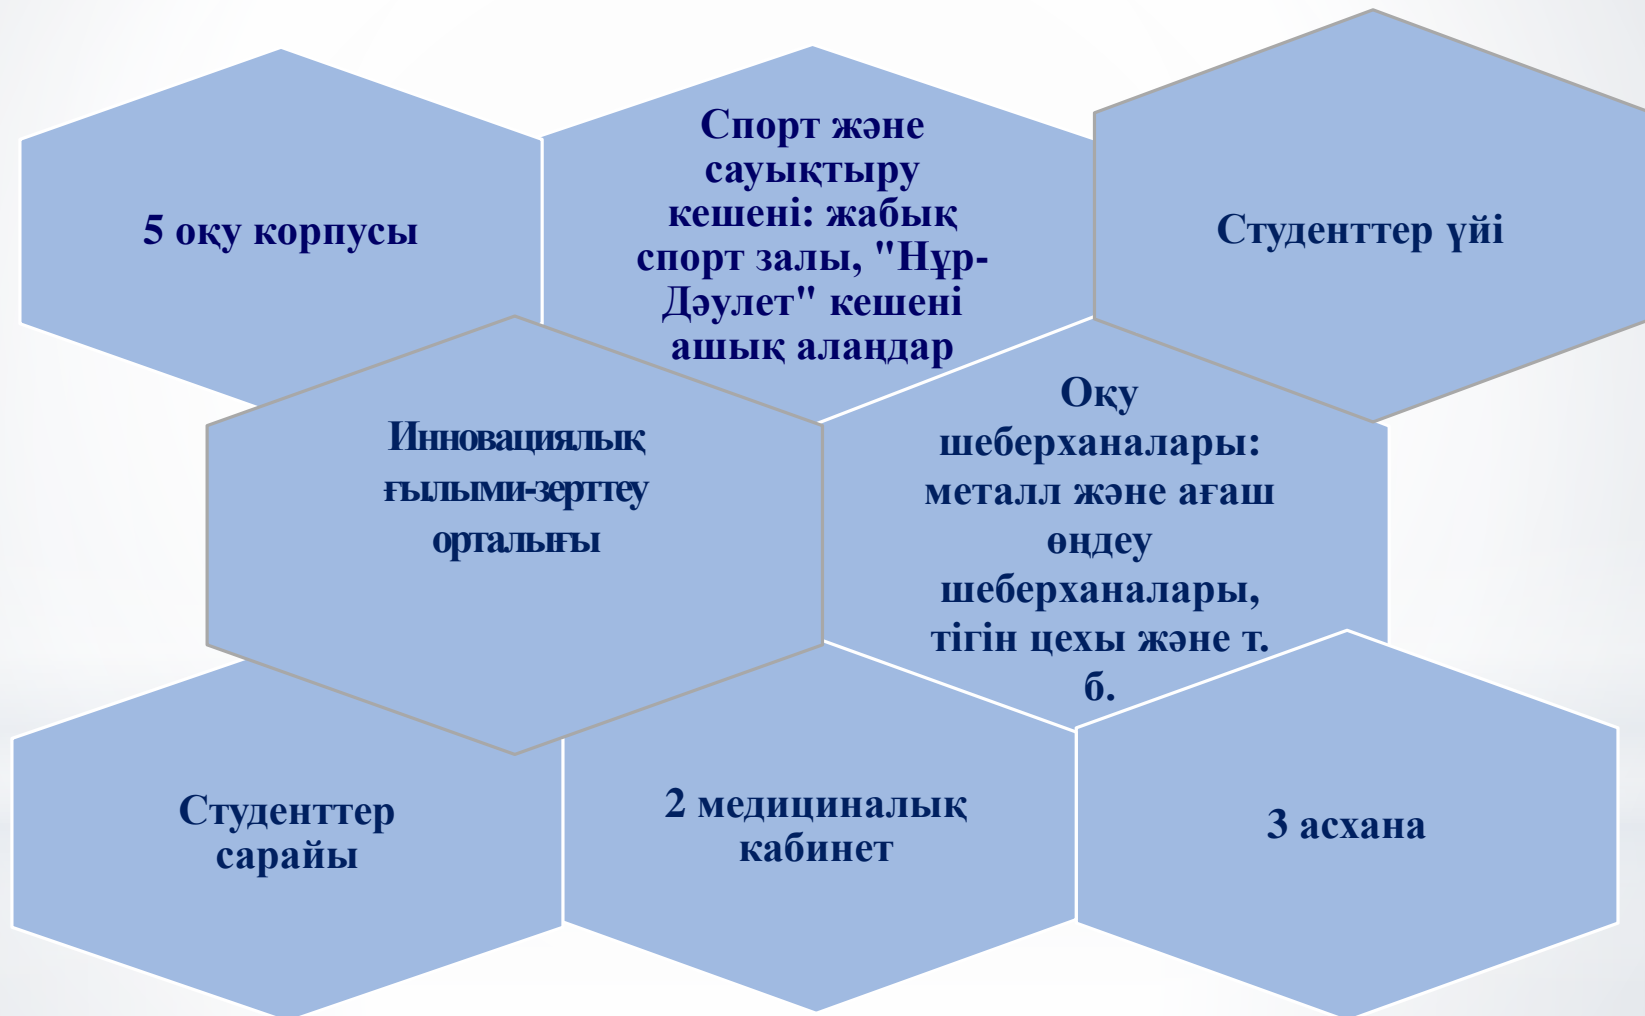 5 оқу корпусы
Спорт және
сауықтыру
кешені: жабық
спорт залы, "Нұр-
Дәулет" кешені
ашық алаңдар
Студенттер үйі
Инновациялық
ғылыми-зерттеу
орталығы
Оқу
шеберханалары:
металл және ағаш
өңдеу
шеберханалары,
тігін цехы және т.
б.
Студенттер
сарайы
2 медициналық
кабинет
3 асхана